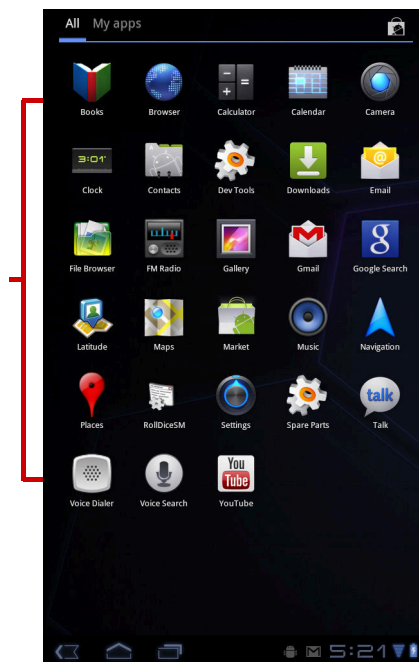 All My apps
Books Browser Calculator Calendar Camera
3:01
Clock Contacts Dev Tools Downloads Email
File Browser FM Radio Gallery Gmail Google Search
Latitude Maps Market Music Navigation
talk
Places RollDiceSM Settings Spare Parts Talk
You
Tube
Voice Dialer Voice Search YouTube
5:21